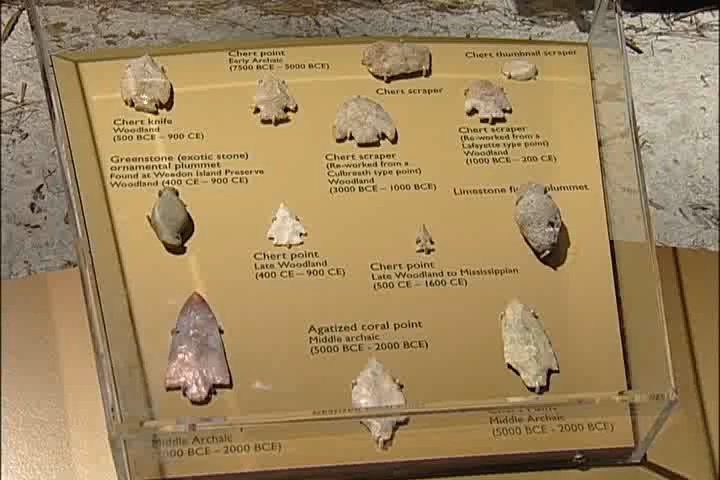 Chert point
Early Archaic
(7500 BCE – 5000 BCE)
Chert thumbnail scraper
Chert scraper
Chert knife
Woodland
(500 BCE – 900 CE)
Chert scraper
(Re-worked from a
Culbreath type point)
Woodland
(3000 BCE – 1000 BCE)
Chert scraper
(Re-worked from a
Lafayette type point)
Woodland
(1000 BCE – 200 CE)
Greenstone (exotic stone)
ornamental plummet
Found at Weedon Island Preserve
Woodland (400 CE – 900 CE)
Limestone plummet
Chert point
Late Woodland
(400 CE – 900 CE)
Chert point
Late Woodland to Mississippian
(500 CE – 1600 CE)
Agatized coral point
Middle archaic
(5000 BCE - 2000 BCE)
Middle Archaic
BCE - 2000 BCE)
Middle Archaic
(5000 BCE - 2000 BCE)